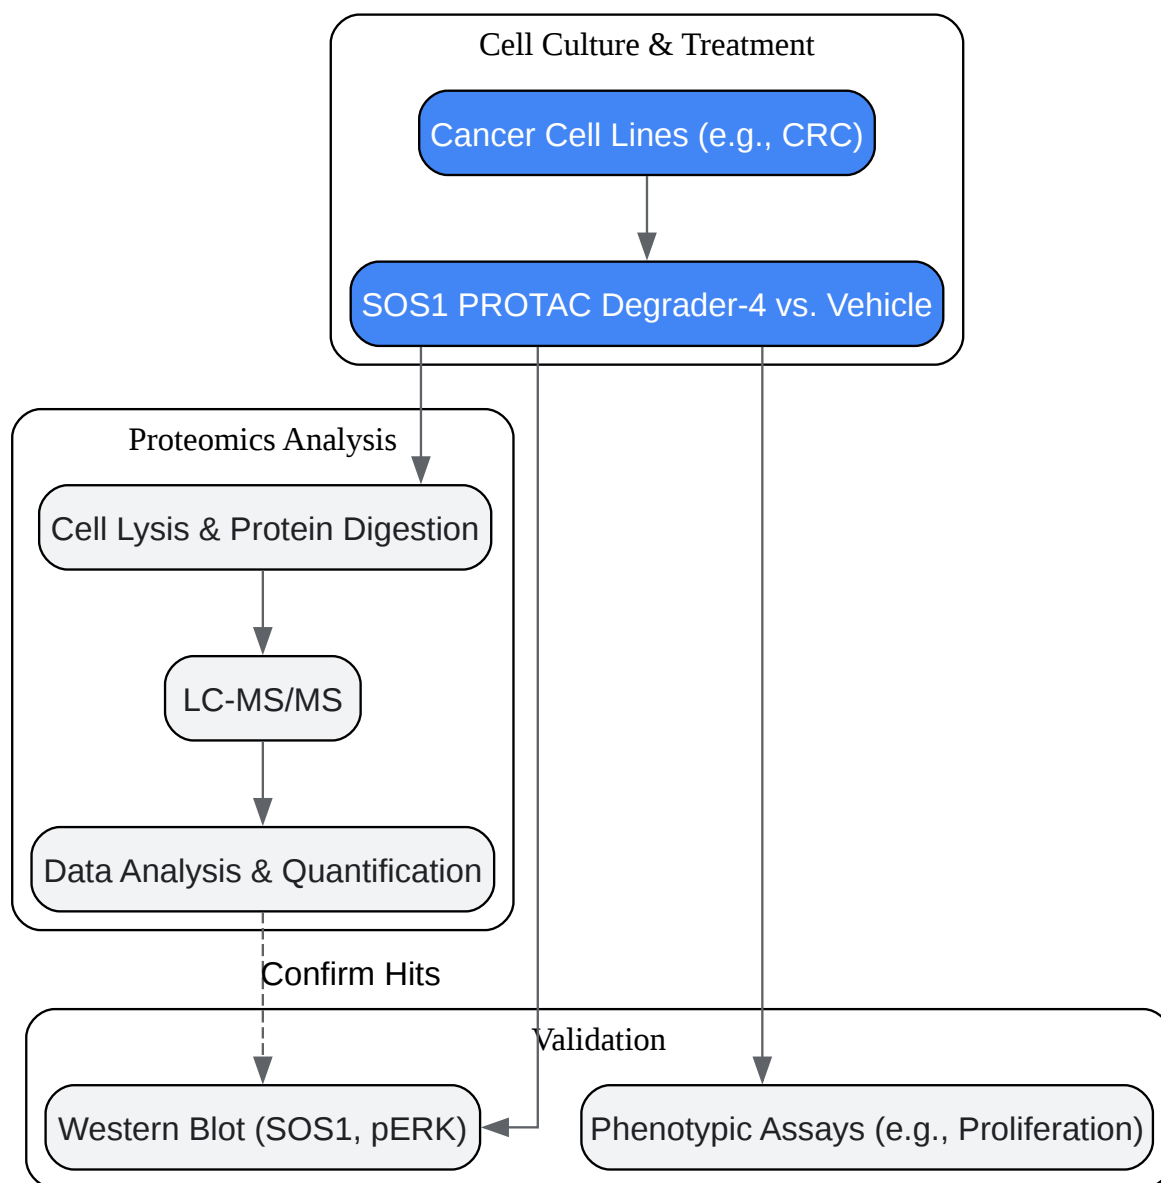 Cell Culture & Treatment
Cancer Cell Lines (e.g., CRC)
SOS1 PROTAC Degrader-4 vs. Vehicle
Proteomics Analysis
Cell Lysis & Protein Digestion
LC-MS/MS
Data Analysis & Quantification
Confirm Hits
Validation
Western Blot (SOS1, pERK)
Phenotypic Assays (e.g., Proliferation)